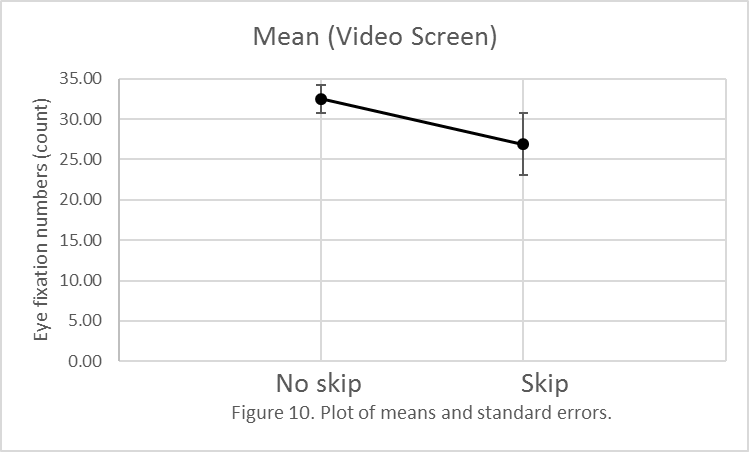 Mean (Video Screen)
Eye fixation numbers (count)
35.00
30.00
25.00
20.00
15.00
10.00
5.00
0.00
No skip Skip
Figure 10. Plot of means and standard errors.